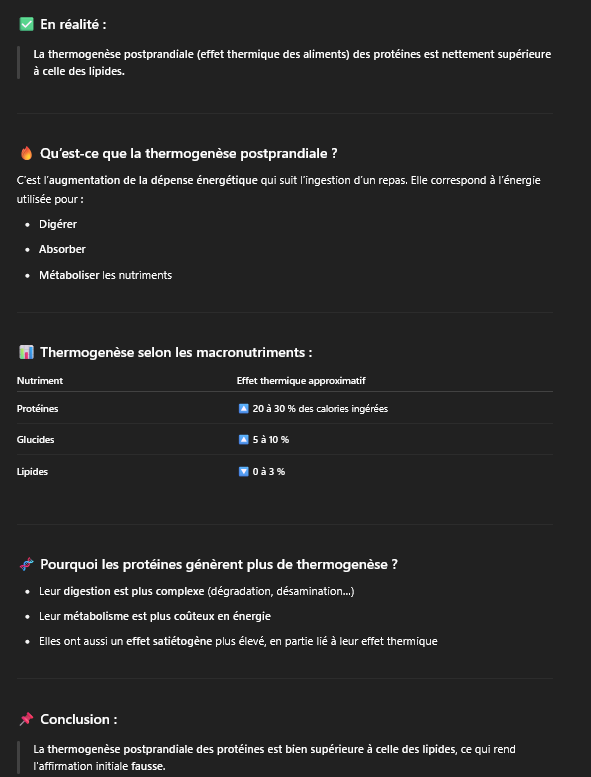 ✅ En réalité :
La thermogenèse postprandiale (effet thermique des aliments) des protéines est nettement supérieure
à celle des lipides.
🔥 Qu'est-ce que la thermogenèse postprandiale ?
C'est l'augmentation de la dépense énergétique qui suit l'ingestion d'un repas. Elle correspond à l'énergie
utilisée pour :
• Digérer
• Absorber
• Métaboliser les nutriments
📊 Thermogenèse selon les macronutriments :
Nutriment Effet thermique approximatif
Protéines 🔼 20 à 30 % des calories ingérées
Glucides 🔼 5 à 10 %
Lipides 🔽 0 à 3 %
🧬 Pourquoi les protéines génèrent plus de thermogenèse ?
• Leur digestion est plus complexe (dégradation, désamination…)
• Leur métabolisme est plus coûteux en énergie
• Elles ont aussi un effet satiétogène plus élevé, en partie lié à leur effet thermique
📌 Conclusion :
La thermogenèse postprandiale des protéines est bien supérieure à celle des lipides, ce qui rend
l'affirmation initiale fausse.